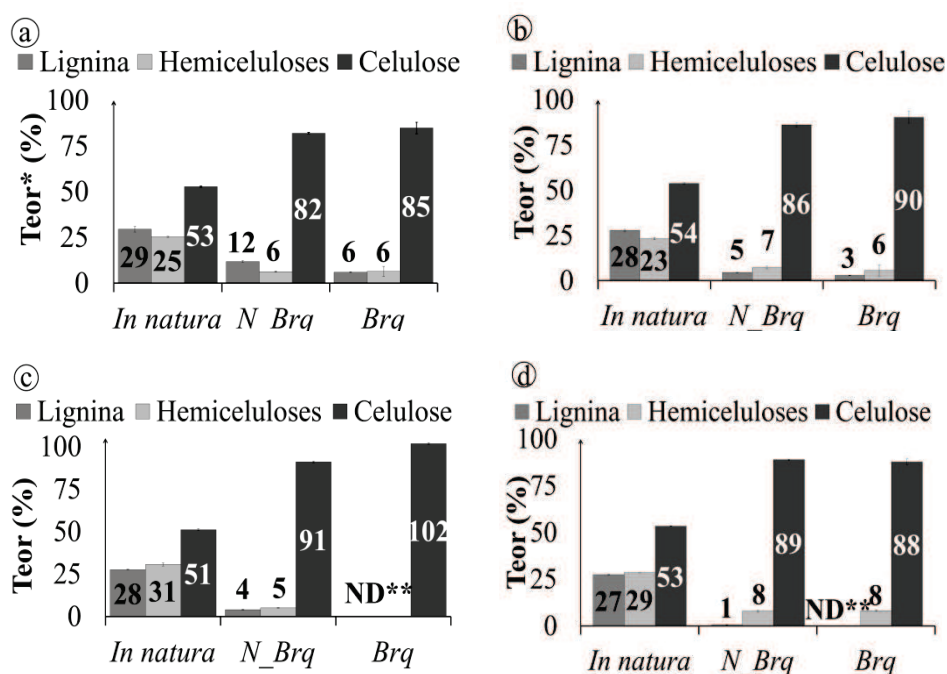 a
Lignina Hemiceluloses Celulose
Teor* (%)
100
75
50
25
0
29 25 53
12 6 82
6 6 85
In natura N_Brq Brq
b
Lignina Hemiceluloses Celulose
Teor (%)
100
75
50
25
0
28 23 54
5 7 86
3 6 90
In natura N_Brq Brq
c
Lignina Hemiceluloses Celulose
Teor (%)
100
75
50
25
0
28 31 51
4 5 91
ND** 102
In natura N_Brq Brq
d
Lignina Hemiceluloses Celulose
Teor (%)
100
75
50
25
0
27 29 53
1 8 89
ND** 8 88
In natura N_Brq Brq